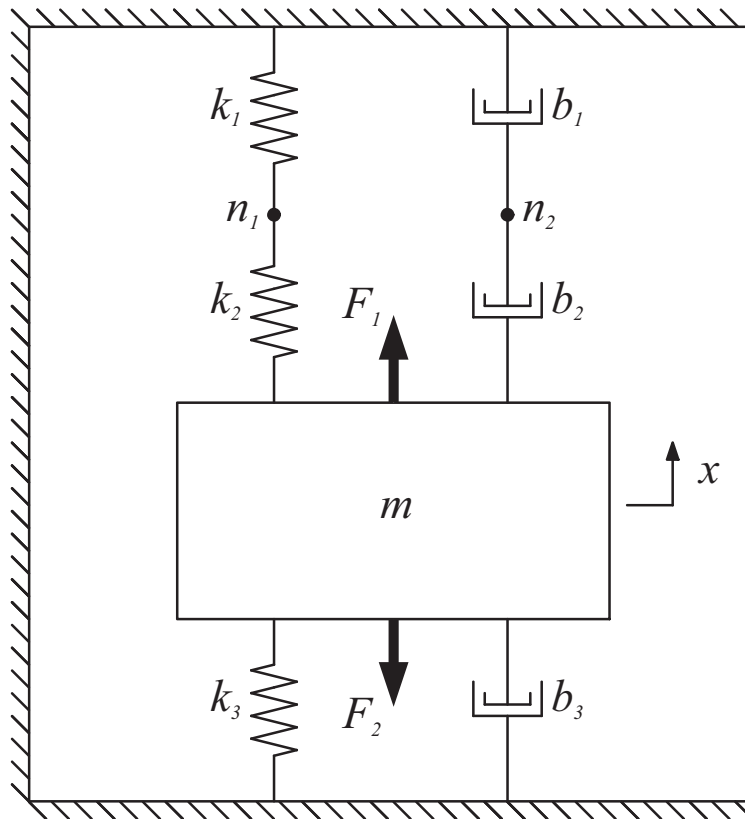 k₁ b₁
n₁ n₂
k₂ F₁ b₂
m x
k₃ F₂ b₃